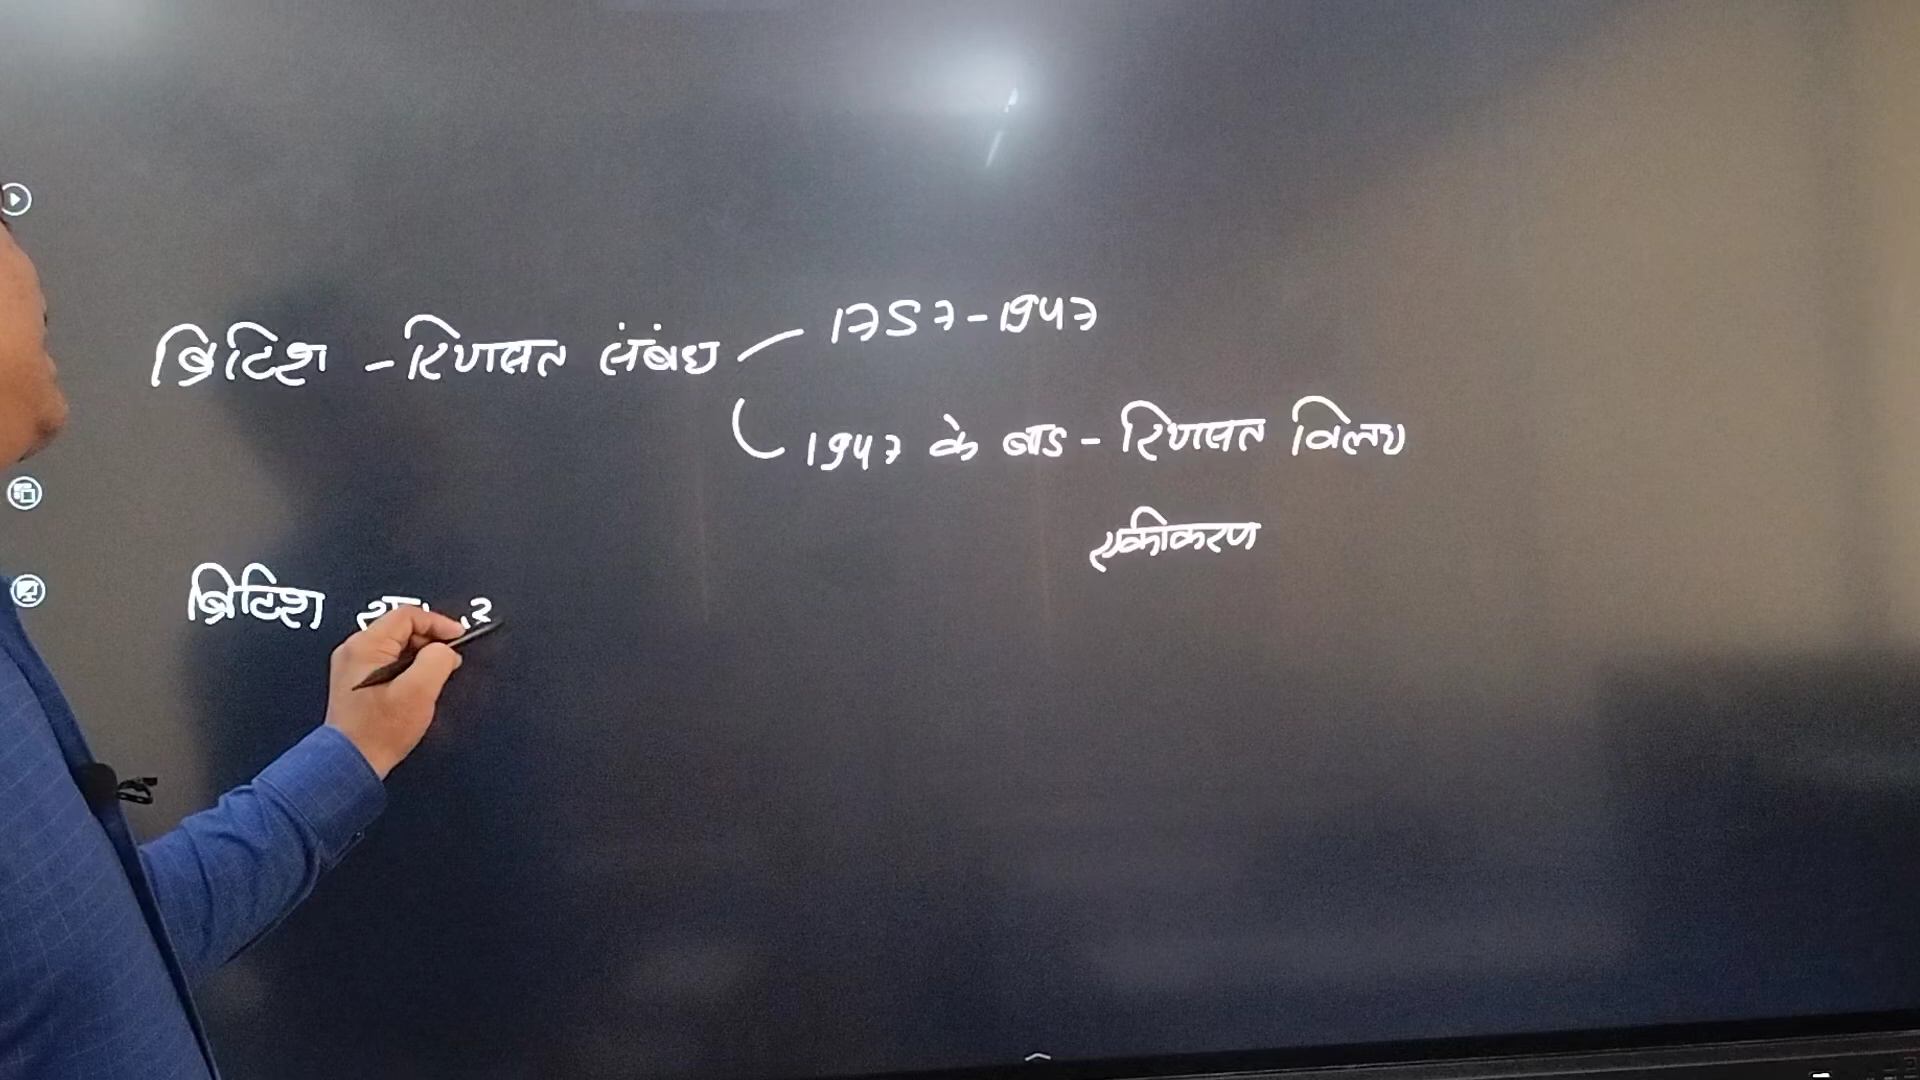 ब्रिटिश - रियासत संबंध
1757-1947
1947 के बाद - रियासत विलय
एकीकरण
ब्रिटिश